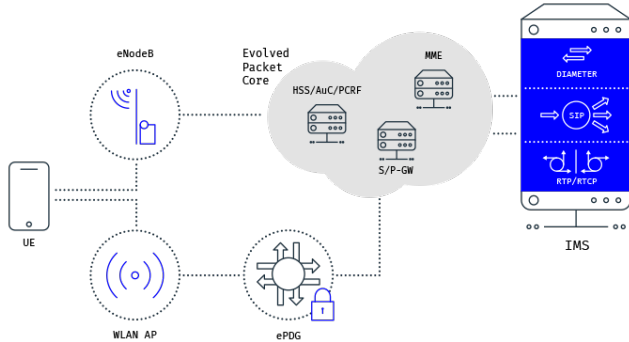 eNodeB
Evolved
Packet
Core
MME
HSS/AuC/PCRF
S/P-GW
DIAMETER
SIP
RTP/RTCP
IMS
UE
WLAN AP
ePDG